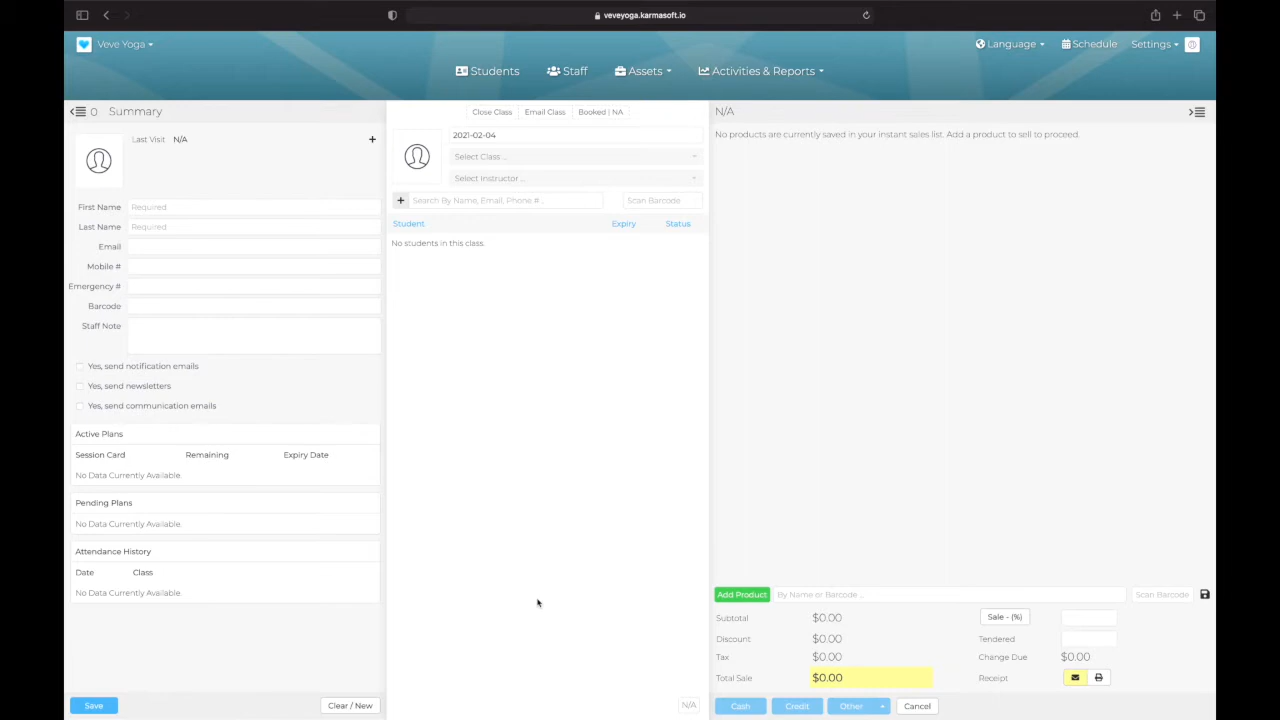 veveyoga.karmasoft.io
Veve Yoga
Language
Schedule
Settings
Students
Staff
Assets
Activities & Reports
0 Summary
Last Visit N/A
First Name Required
Last Name Required
Email
Mobile #
Emergency #
Barcode
Staff Note
Yes, send notification emails
Yes, send newsletters
Yes, send communication emails
Active Plans
Session Card Remaining Expiry Date
No Data Currently Available.
Pending Plans
No Data Currently Available.
Attendance History
Date Class
No Data Currently Available.
Save
Clear / New
Close Class Email Class Booked | NA
2021-02-04
Select Class ...
Select Instructor ...
+ Search By Name, Email, Phone # ... Scan Barcode
Student Expiry Status
No students in this class.
N/A
N/A
No products are currently saved in your instant sales list. Add a product to sell to proceed.
Add Product By Name or Barcode ... Scan Barcode
Subtotal $0.00 Sale - (%)
Discount $0.00 Tendered
Tax $0.00 Change Due $0.00
Total Sale $0.00 Receipt
Cash Credit Other Cancel